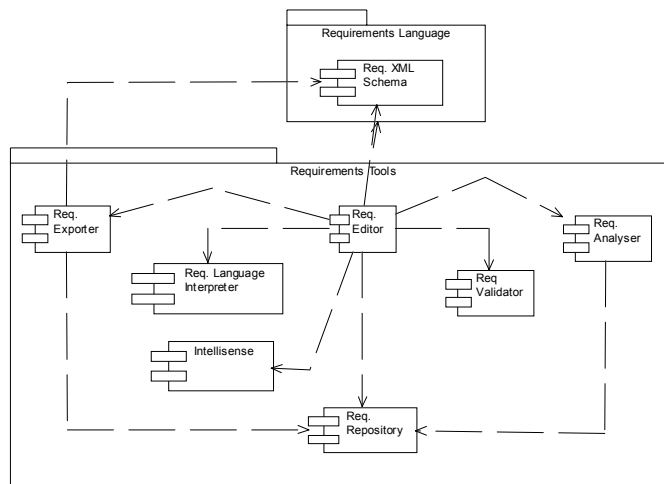 Requirements Language
Req. XML
Schema
Requirements Tools
Req.
Exporter
Req.
Editor
Req.
Analyser
Req. Language
Interpreter
Req
Validator
Intellisense
Req.
Repository